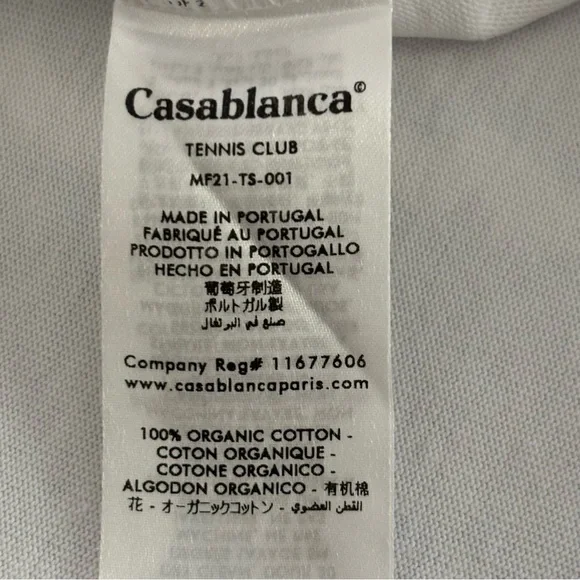 Casablanca©
TENNIS CLUB
MF21-TS-001
MADE IN PORTUGAL
FABRIQUÉ AU PORTUGAL
PRODOTTO IN PORTOGALLO
HECHO EN PORTUGAL
葡萄牙制造
ポルトガル製
صنع في البرتغال
Company Reg# 11677606
www.casablancaparis.com
100% ORGANIC COTTON -
COTON ORGANIQUE -
COTONE ORGANICO -
ALGODON ORGANICO - 有机棉
花 - オーガニックコットン - القطن العضوي